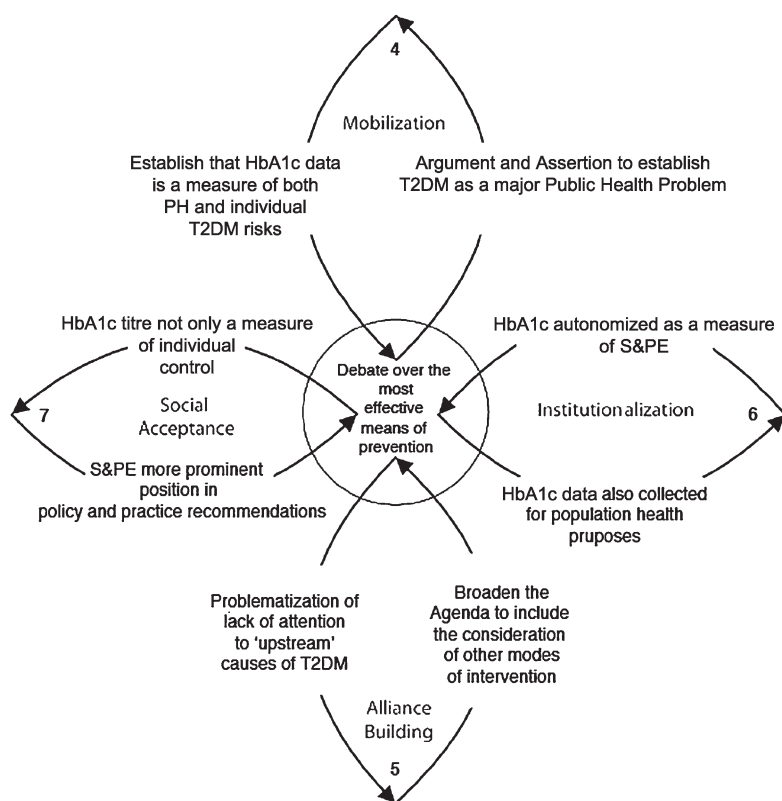 4
Mobilization
Establish that HbA1c data
is a measure of both
PH and individual
T2DM risks
Argument and Assertion to establish
T2DM as a major Public Health Problem
HbA1c titre not only a measure
of individual
control
7
Social
Acceptance
S&PE more prominent
position in
policy and practice recommendations
Debate over the
most
effective
means of
prevention
HbA1c autonomized as a measure
of S&PE
Institutionalization
6
HbA1c data also collected
for population health
pruposes
Problematization of
lack of attention
to ‘upstream’
causes of T2DM
Broaden the
Agenda to include
the consideration
of other modes
of intervention
Alliance
Building
5